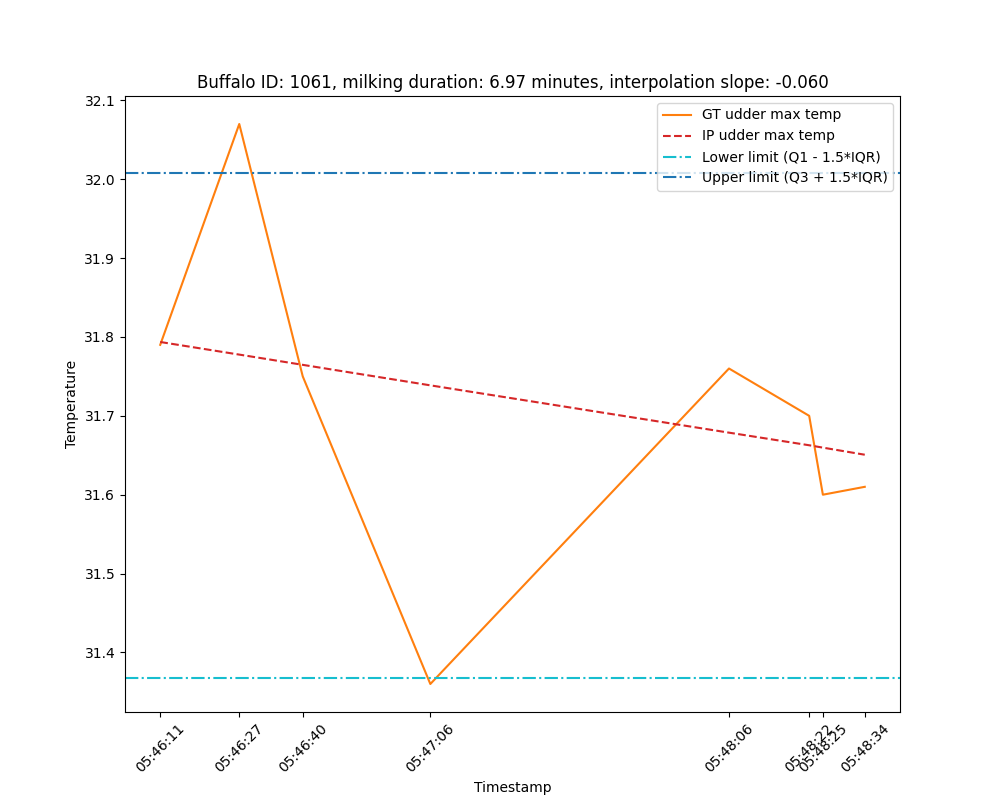 Buffalo ID: 1061, milking duration: 6.97 minutes, interpolation slope: -0.060
GT udder max temp
IP udder max temp
Lower limit (Q1 - 1.5*IQR)
Upper limit (Q3 + 1.5*IQR)
32.1
32.0
31.9
31.8
31.7
31.6
31.5
31.4
Temperature
05:46:11
05:46:27
05:46:40
05:47:06
05:48:06
05:48:22
05:48:25
05:48:34
Timestamp